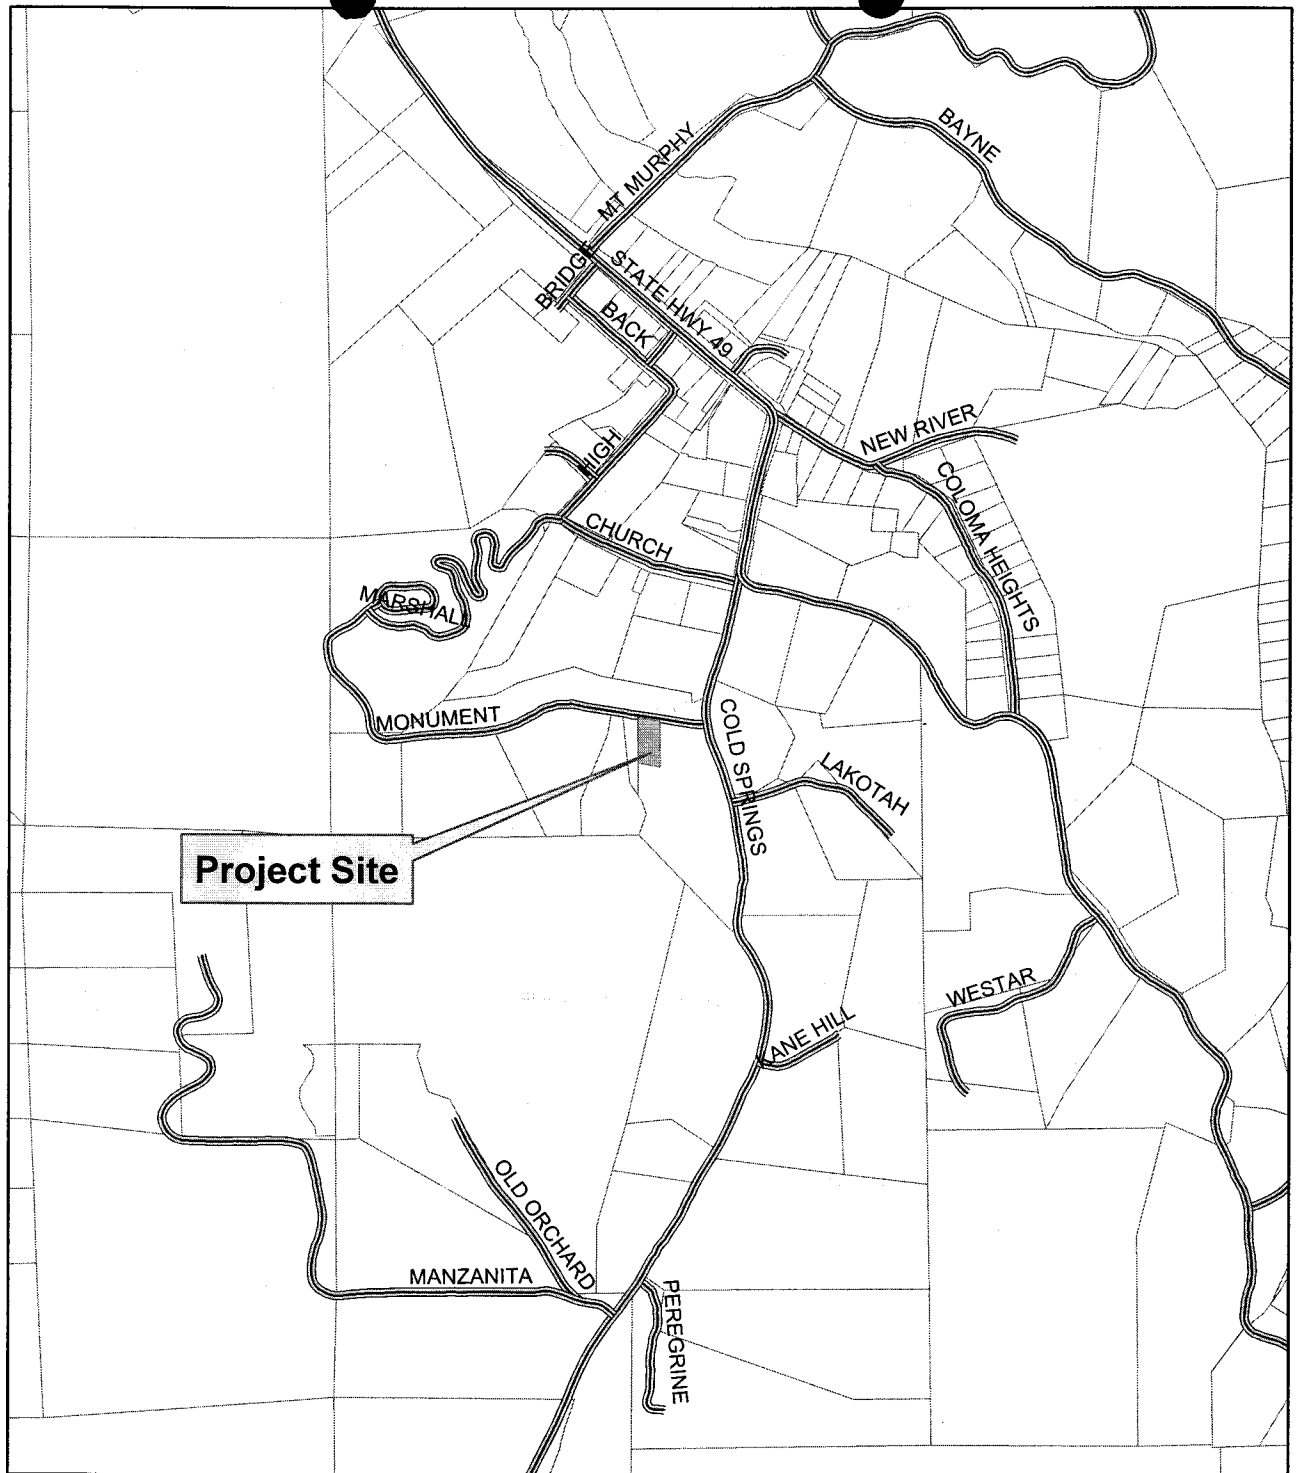 BAYNE
MT MURPHY
BRIDGE
STATE HWY 49
BACK
NEW RIVER
HIGH
COLOMA HEIGHTS
CHURCH
MARSHALL
MONUMENT
COLD SPRINGS
LAKOTAH
Project Site
WESTAR
KANE HILL
OLD ORCHARD
MANZANITA
PEREGRINE